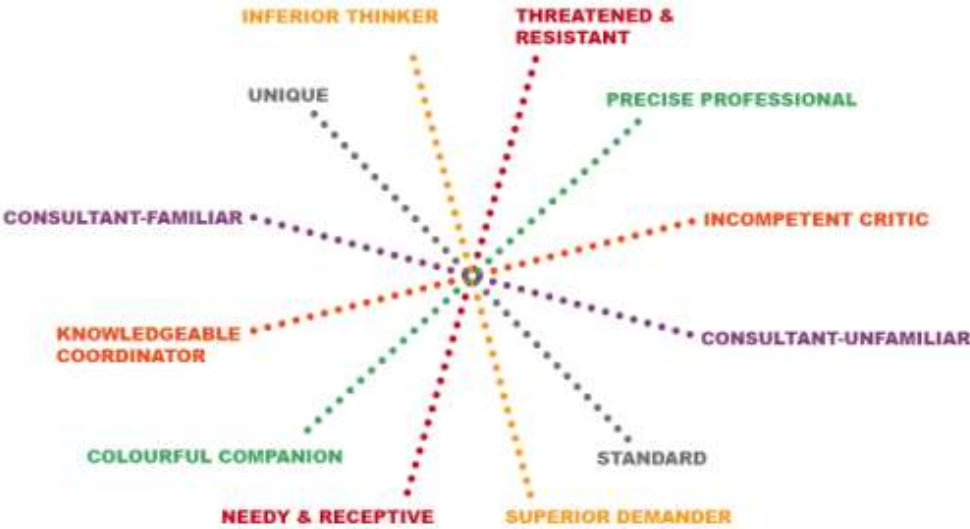 INFERIOR THINKER
THREATENED &
RESISTANT
UNIQUE
PRECISE PROFESSIONAL
CONSULTANT-FAMILIAR
INCOMPETENT CRITIC
KNOWLEDGEABLE
COORDINATOR
CONSULTANT-UNFAMILIAR
COLOURFUL COMPANION
STANDARD
NEEDY & RECEPTIVE
SUPERIOR DEMANDER